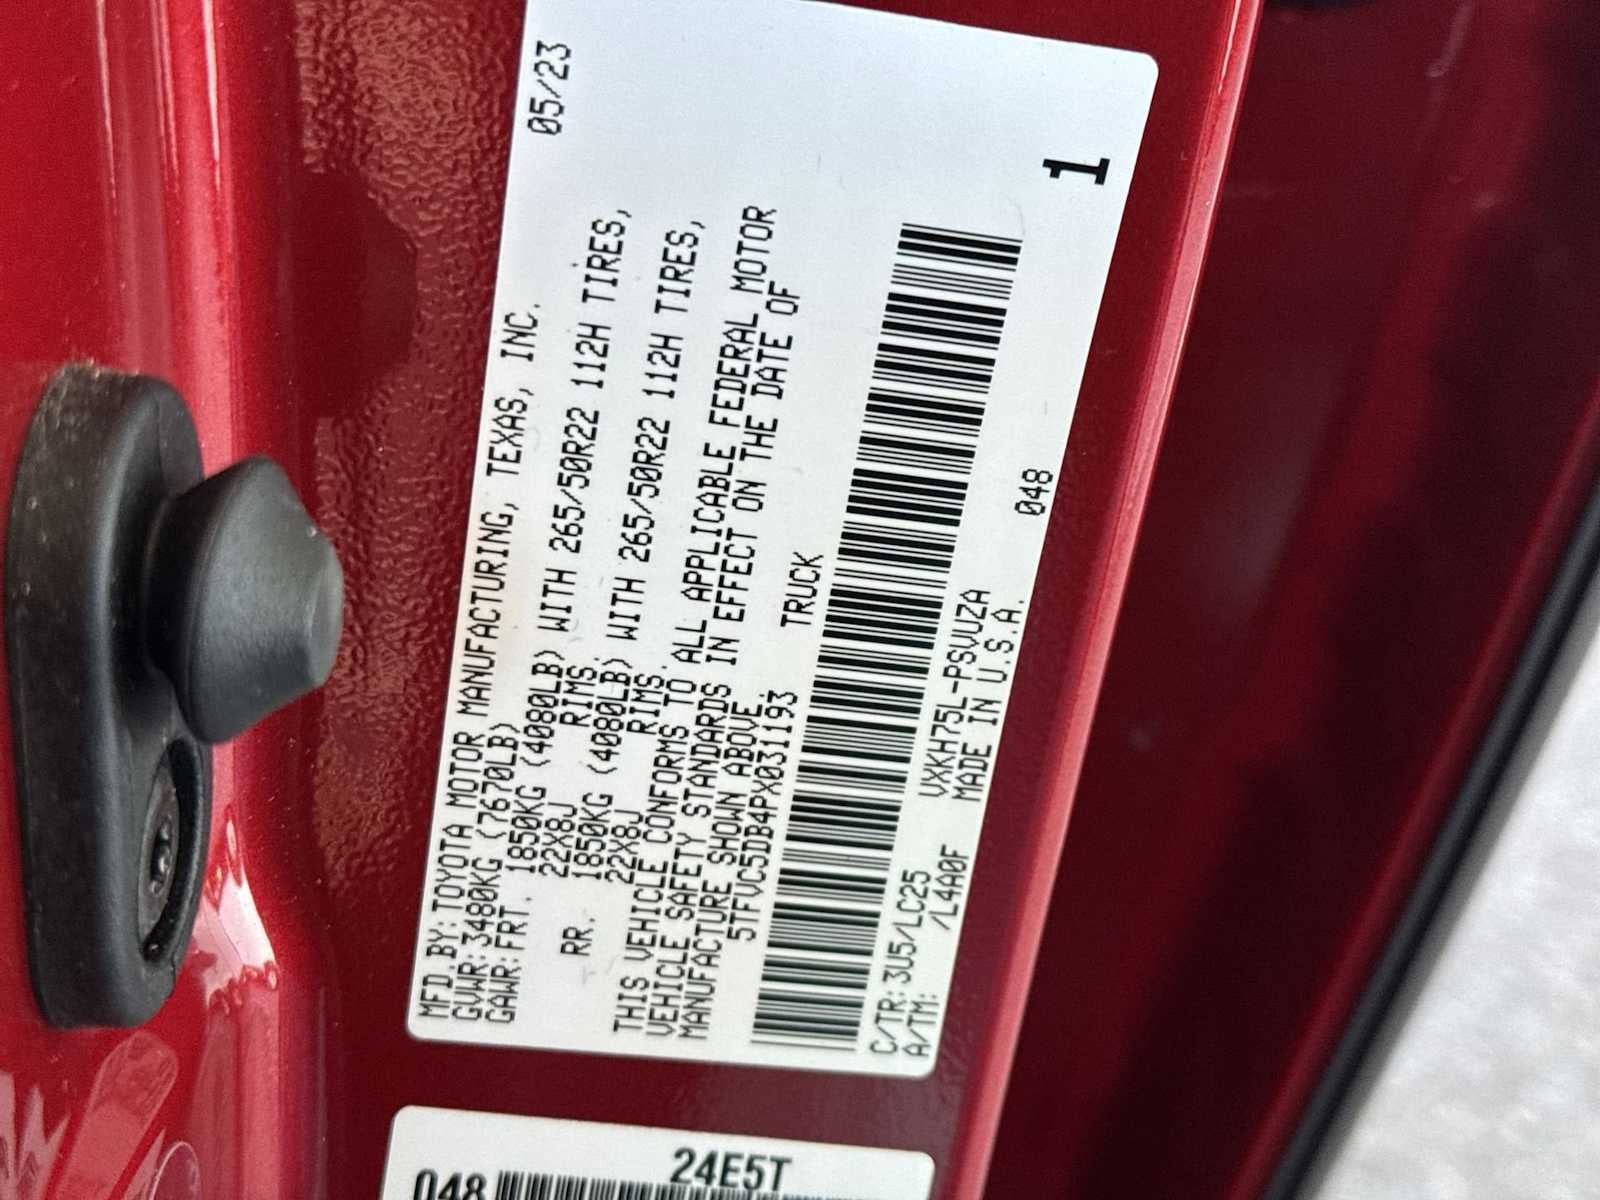 05/23
MFD. BY: TOYOTA MOTOR MANUFACTURING, TEXAS, INC.
GVWR: 3480KG (7670LB)
GAWR: FRT. 1850KG (4080LB) WITH 265/50R22 112H TIRES,
22X8J RIMS.
RR. 1850KG (4080LB) WITH 265/50R22 112H TIRES,
22X8J RIMS.
THIS VEHICLE CONFORMS TO ALL APPLICABLE FEDERAL MOTOR
VEHICLE SAFETY STANDARDS IN EFFECT ON THE DATE OF
MANUFACTURE SHOWN ABOVE.
5TFVC5DB4PX031193 TRUCK
C/TR: 3U5/LC25 VXKH75L-PSVUZA 048
A/TM: /L4A0F MADE IN U.S.A.
1
24E5T
048